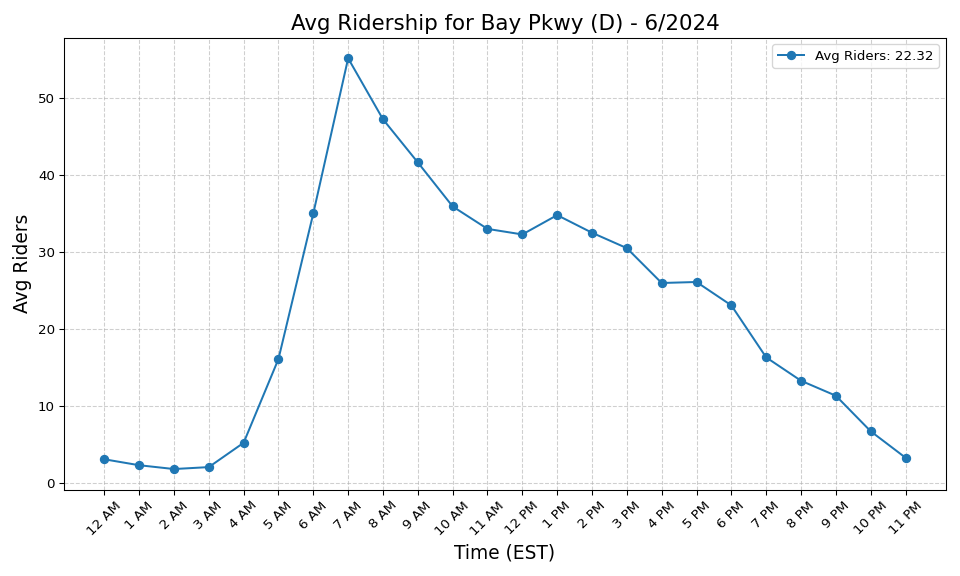 Avg Ridership for Bay Pkwy (D) - 6/2024
Avg Riders: 22.32
Avg Riders
50
40
30
20
10
0
12 AM 1 AM 2 AM 3 AM 4 AM 5 AM 6 AM 7 AM 8 AM 9 AM 10 AM 11 AM 12 PM 1 PM 2 PM 3 PM 4 PM 5 PM 6 PM 7 PM 8 PM 9 PM 10 PM 11 PM
Time (EST)